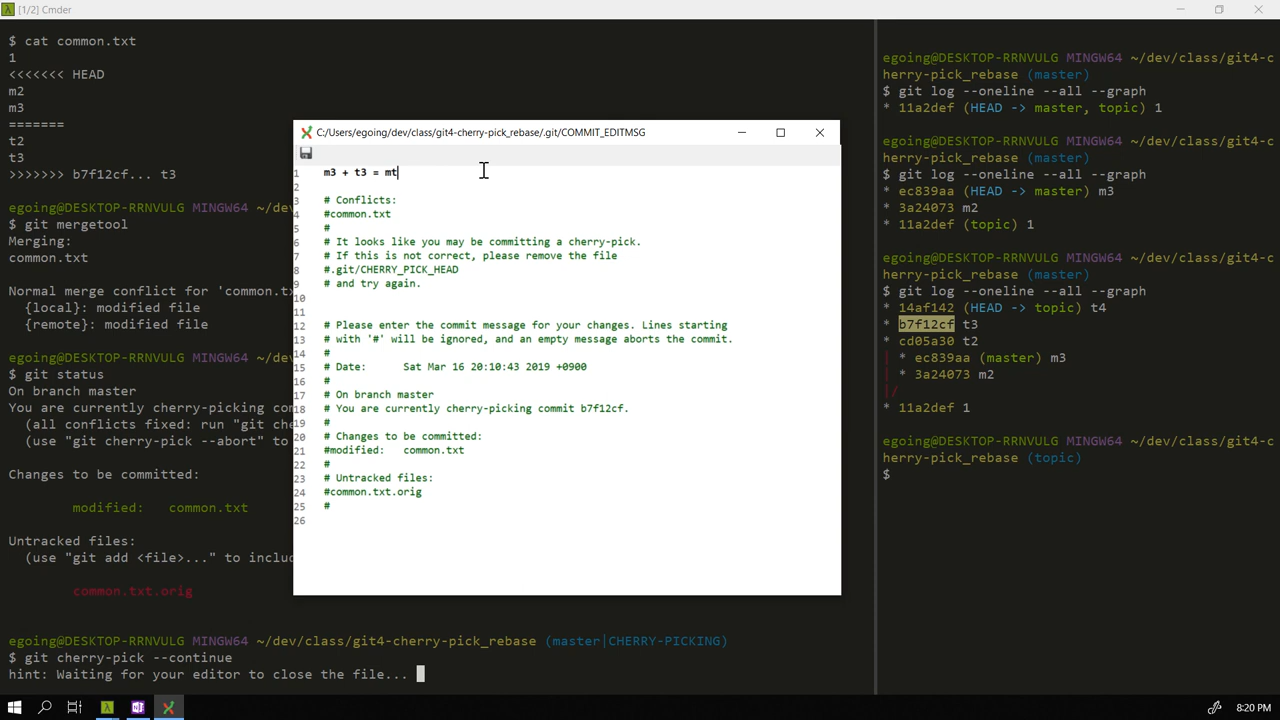 [1/2] Cmder
$ cat common.txt
1
<<<<<<< HEAD
m2
m3
=======
t2
t3
>>>>>>> b7f12cf... t3
egoing@DESKTOP-RRNVULG MINGW64 ~/dev
$ git mergetool
Merging:
common.txt
Normal merge conflict for 'common.tx
{local}: modified file
{remote}: modified file
egoing@DESKTOP-RRNVULG MINGW64 ~/dev
$ git status
On branch master
You are currently cherry-picking com
(all conflicts fixed: run "git che
(use "git cherry-pick --abort" to
Changes to be committed:
modified:   common.txt
Untracked files:
(use "git add <file>..." to includ
common.txt.orig
egoing@DESKTOP-RRNVULG MINGW64 ~/dev/class/git4-cherry-pick_rebase (master|CHERRY-PICKING)
$ git cherry-pick --continue
hint: Waiting for your editor to close the file...
C:/Users/egoing/dev/class/git4-cherry-pick_rebase/.git/COMMIT_EDITMSG
1 m3 + t3 = mt
2
3 # Conflicts:
4 #common.txt
5 #
6 # It looks like you may be committing a cherry-pick.
7 # If this is not correct, please remove the file
8 #.git/CHERRY_PICK_HEAD
9 # and try again.
10
11
12 # Please enter the commit message for your changes. Lines starting
13 # with '#' will be ignored, and an empty message aborts the commit.
14 #
15 # Date:      Sat Mar 16 20:10:43 2019 +0900
16 #
17 # On branch master
18 # You are currently cherry-picking commit b7f12cf.
19 #
20 # Changes to be committed:
21 #modified:   common.txt
22 #
23 # Untracked files:
24 #common.txt.orig
25 #
26
egoing@DESKTOP-RRNVULG MINGW64 ~/dev/class/git4-c
herry-pick_rebase (master)
$ git log --oneline --all --graph
* 11a2def (HEAD -> master, topic) 1
egoing@DESKTOP-RRNVULG MINGW64 ~/dev/class/git4-c
herry-pick_rebase (master)
$ git log --oneline --all --graph
* ec839aa (HEAD -> master) m3
* 3a24073 m2
* 11a2def (topic) 1
egoing@DESKTOP-RRNVULG MINGW64 ~/dev/class/git4-c
herry-pick_rebase (master)
$ git log --oneline --all --graph
* 14af142 (HEAD -> topic) t4
* b7f12cf t3
* cd05a30 t2
| * ec839aa (master) m3
| * 3a24073 m2
|/
* 11a2def 1
egoing@DESKTOP-RRNVULG MINGW64 ~/dev/class/git4-c
herry-pick_rebase (topic)
$
8:20 PM